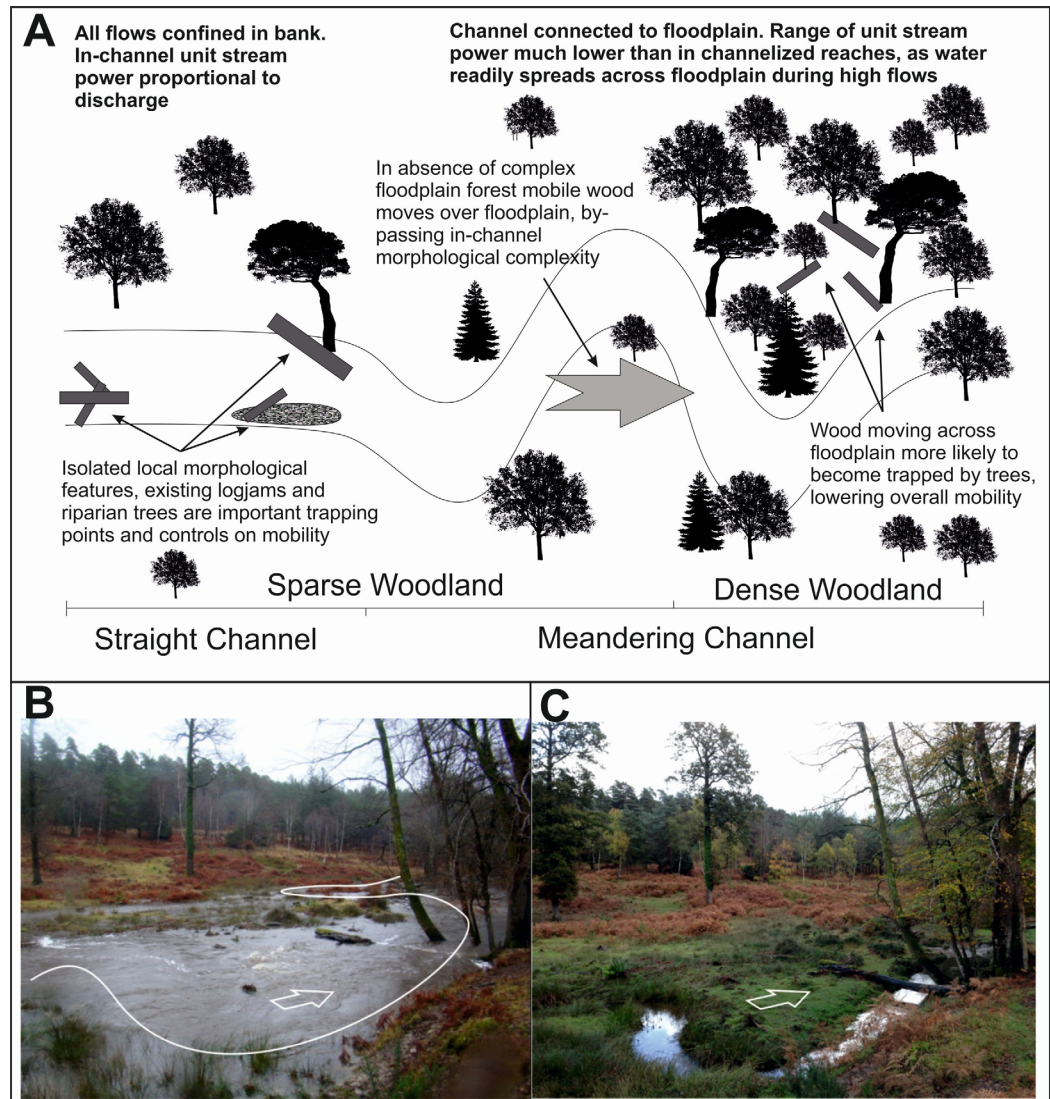 A
All flows confined in bank.
In-channel unit stream
power proportional to
discharge
Channel connected to floodplain. Range of unit stream
power much lower than in channelized reaches, as water
readily spreads across floodplain during high flows
In absence of complex
floodplain forest mobile wood
moves over floodplain, by-
passing in-channel
morphological complexity
Isolated local morphological
features, existing logjams and
riparian trees are important trapping
points and controls on mobility
Wood moving across
floodplain more likely to
become trapped by trees,
lowering overall mobility
Sparse Woodland
Dense Woodland
Straight Channel
Meandering Channel
B
C